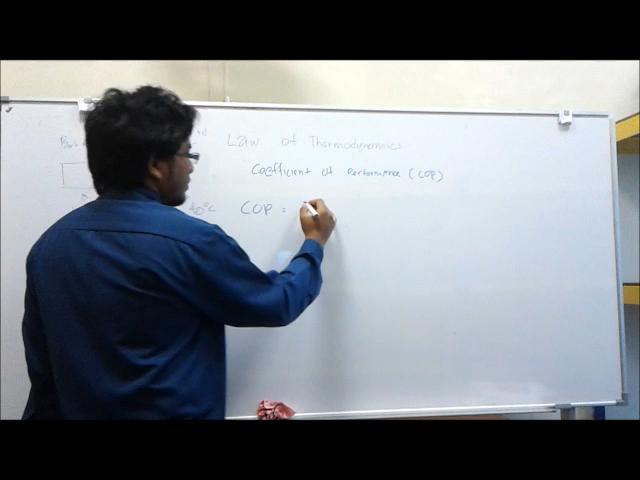 Law of Thermodynamics
Coefficient of Performance (COP)
COP =